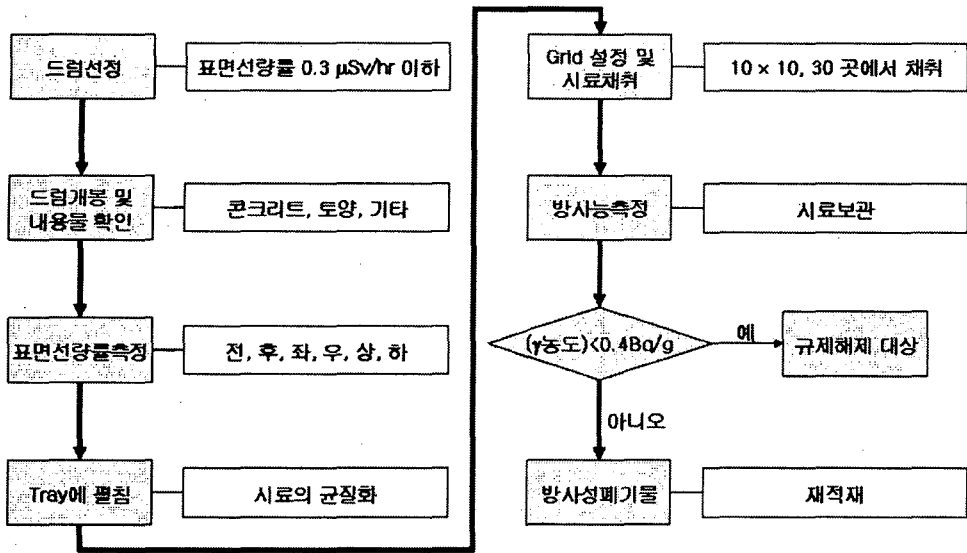 드럼선정
표면선량률 0.3 μSv/hr 이하
드럼개봉 및
내용물 확인
콘크리트, 토양, 기타
표면선량률측정
전, 후, 좌, 우, 상, 하
Tray에 펼침
시료의 균질화
Grid 설정 및
시료채취
10 × 10, 30 곳에서 채취
방사능측정
시료보관
(γ농도)<0.4Bq/g
예
규제해제 대상
아니오
방사성폐기물
재적재